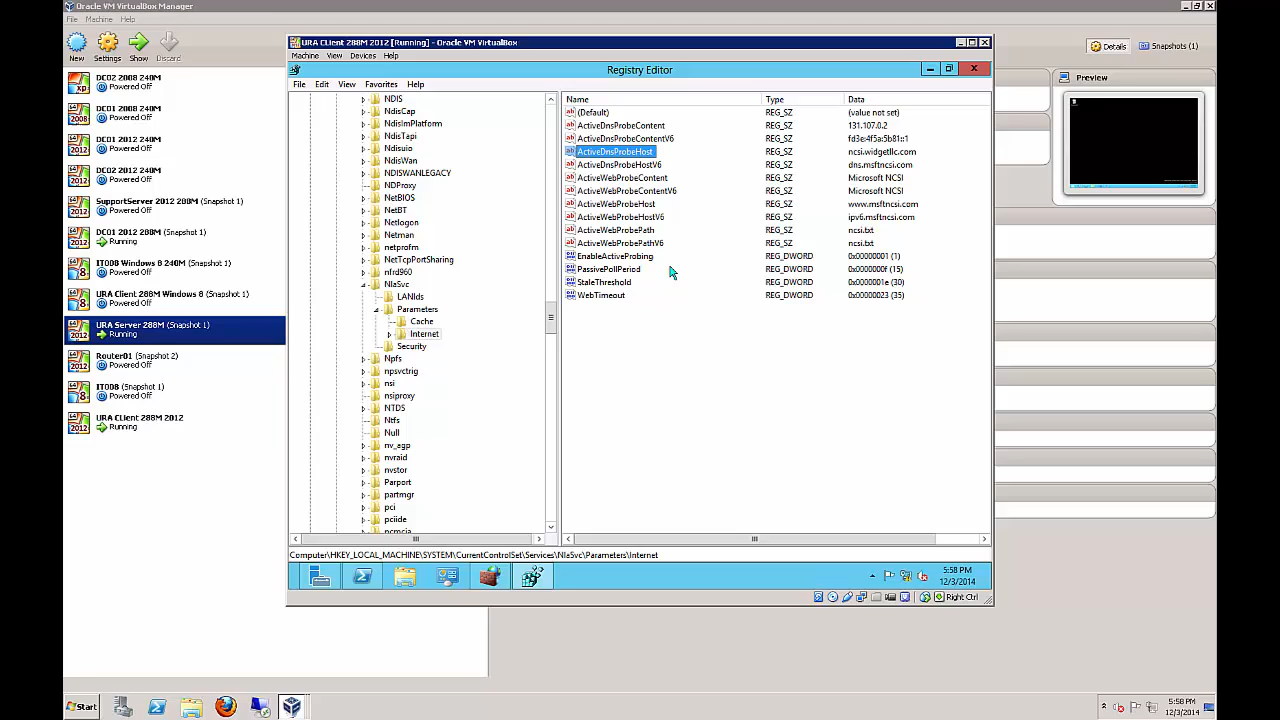 Oracle VM VirtualBox Manager
File Machine Help
New Settings Show Discard
Details Snapshots (1)
DC02 2008 240M
Powered Off
DC01 2008 240M
Powered Off
DC01 2012 240M
Powered Off
DC02 2012 240M
Powered Off
SupportServer 2012 288M (Snapshot 1)
Powered Off
DC01 2012 288M (Snapshot 1)
Running
IT008 Windows 8 240M (Snapshot 1)
Powered Off
URA Client 288M Windows 8 (Snapshot 1)
Powered Off
URA Server 288M (Snapshot 1)
Running
Router01 (Snapshot 2)
Powered Off
IT008 (Snapshot 1)
Powered Off
URA CLient 288M 2012
Running
Preview
URA CLient 288M 2012 [Running] - Oracle VM VirtualBox
Machine View Devices Help
Registry Editor
File Edit View Favorites Help
NDIS
NdisCap
NdisImPlatform
NdisTapi
Ndisuio
NdisWan
NDISWANLEGACY
NDProxy
NetBIOS
NetBT
Netlogon
Netman
netprofm
NetTcpPortSharing
nfrd960
NlaSvc
LANIds
Parameters
Cache
Internet
Security
Npfs
npsvctrig
nsi
nsiproxy
NTDS
Ntfs
Null
nv_agp
nvraid
nvstor
Parport
partmgr
pci
pciide
pcmcia
Name Type Data
(Default) REG_SZ (value not set)
ActiveDnsProbeContent REG_SZ 131.107.0.2
ActiveDnsProbeContentV6 REG_SZ fd3e:4f5a:5b81::1
ActiveDnsProbeHost REG_SZ ncsi.widgetllc.com
ActiveDnsProbeHostV6 REG_SZ dns.msftncsi.com
ActiveWebProbeContent REG_SZ Microsoft NCSI
ActiveWebProbeContentV6 REG_SZ Microsoft NCSI
ActiveWebProbeHost REG_SZ www.msftncsi.com
ActiveWebProbeHostV6 REG_SZ ipv6.msftncsi.com
ActiveWebProbePath REG_SZ ncsi.txt
ActiveWebProbePathV6 REG_SZ ncsi.txt
EnableActiveProbing REG_DWORD 0x00000001 (1)
PassivePollPeriod REG_DWORD 0x0000000f (15)
StaleThreshold REG_DWORD 0x0000001e (30)
WebTimeout REG_DWORD 0x00000023 (35)
Computer\HKEY_LOCAL_MACHINE\SYSTEM\CurrentControlSet\Services\NlaSvc\Parameters\Internet
5:58 PM
12/3/2014
Right Ctrl
Start
5:58 PM
12/3/2014